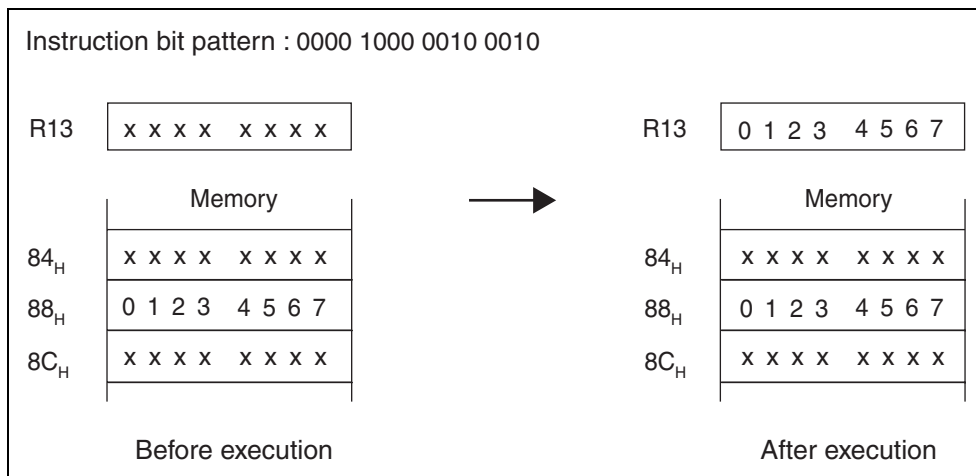 Instruction bit pattern : 0000 1000 0010 0010
R13 x x x x x x x x
R13 0 1 2 3 4 5 6 7
Memory
Memory
84H x x x x x x x x
84H x x x x x x x x
88H 0 1 2 3 4 5 6 7
88H 0 1 2 3 4 5 6 7
8CH x x x x x x x x
8CH x x x x x x x x
Before execution
After execution